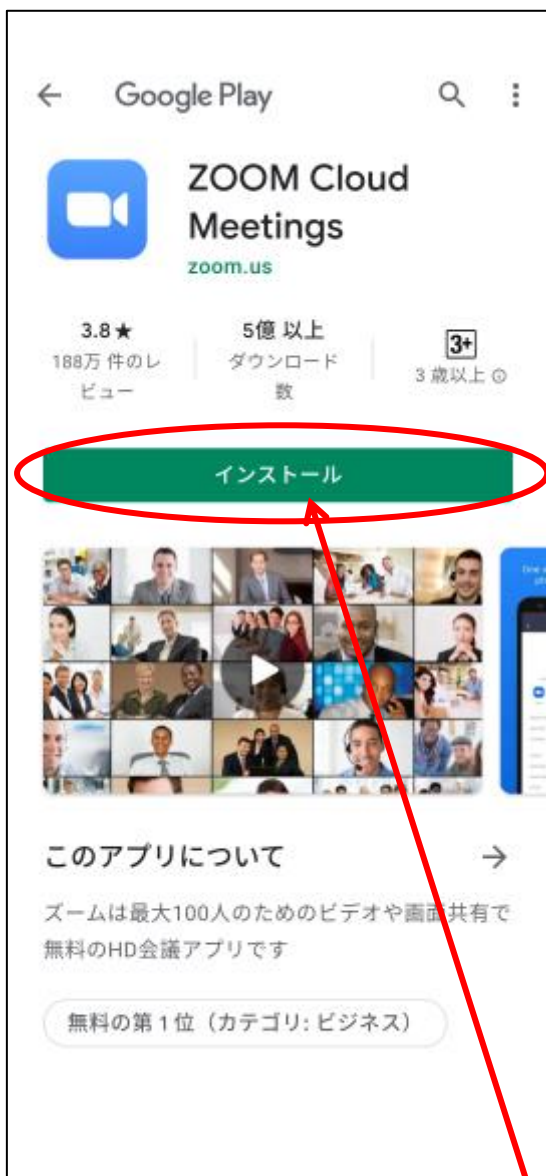 Google Play
ZOOM Cloud
Meetings
zoom.us
3.8★
188万 件のレ
ビュー
5億 以上
ダウンロード
数
3+
3 歳以上
インストール
このアプリについて
ズームは最大100人のためのビデオや画面共有で
無料のHD会議アプリです
無料の第 1 位（カテゴリ: ビジネス）